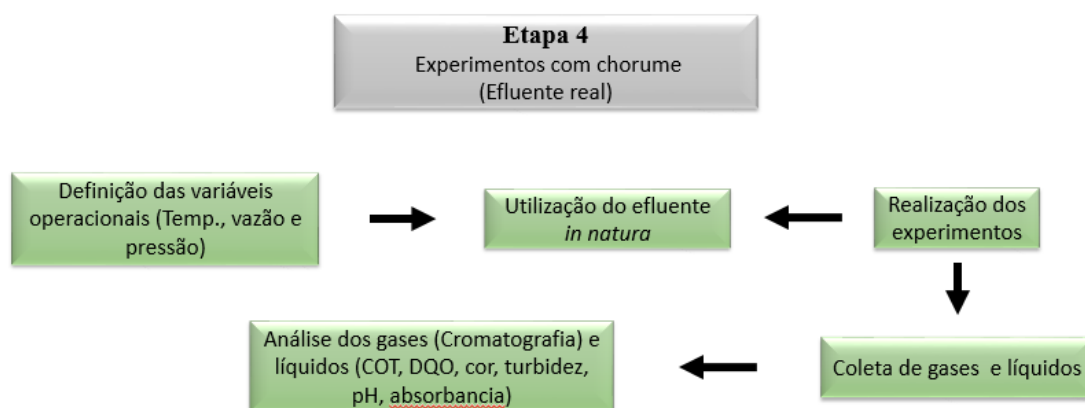 Etapa 4
Experimentos com chorume
(Efluente real)
Definição das variáveis
operacionais (Temp., vazão e
pressão)
Utilização do efluente
in natura
Realização dos
experimentos
Análise dos gases (Cromatografia) e
líquidos (COT, DQO, cor, turbidez,
pH, absorbancia)
Coleta de gases e líquidos